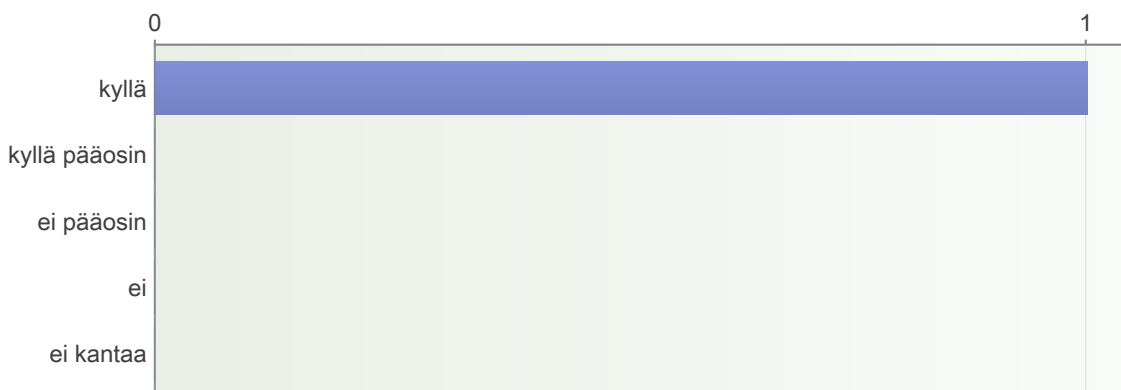 0 1
kyllä
kyllä pääosin
ei pääosin
ei
ei kantaa